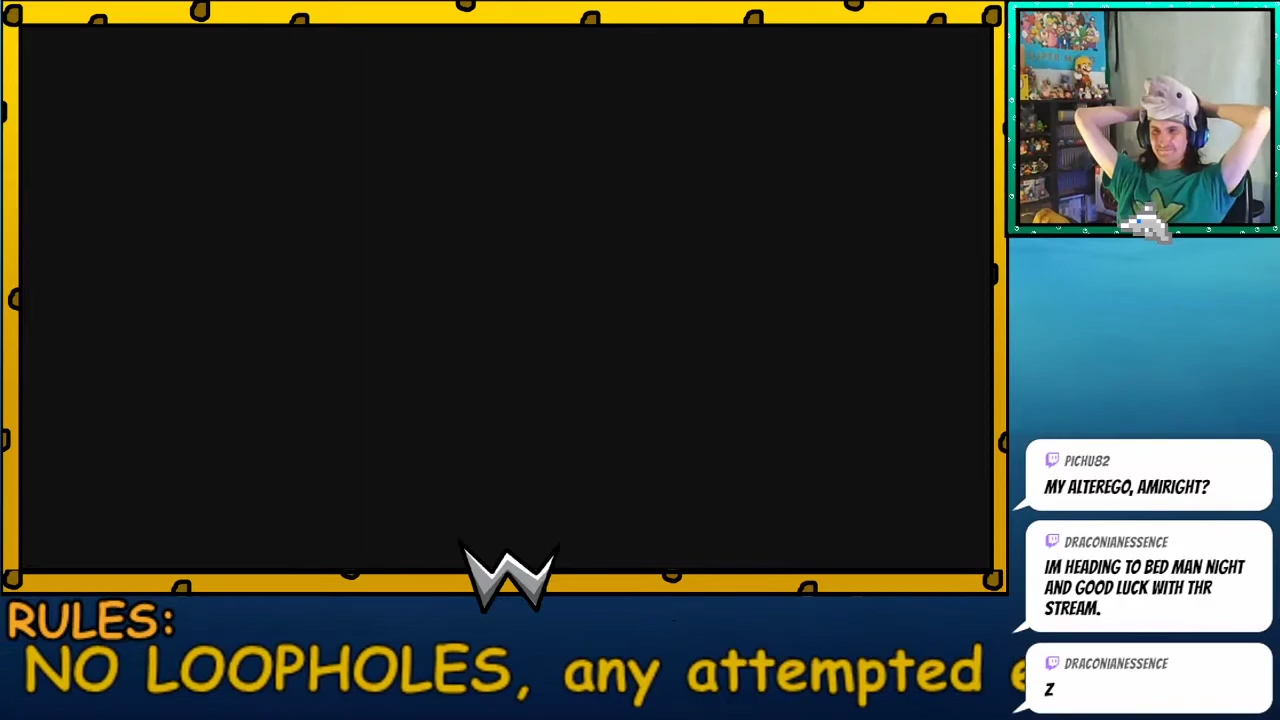 PICHU82
MY ALTEREGO, AMIRIGHT?
DRACONIANESSENCE
IM HEADING TO BED MAN NIGHT
AND GOOD LUCK WITH THR
STREAM.
DRACONIANESSENCE
Z
RULES:
NO LOOPHOLES, any attempted